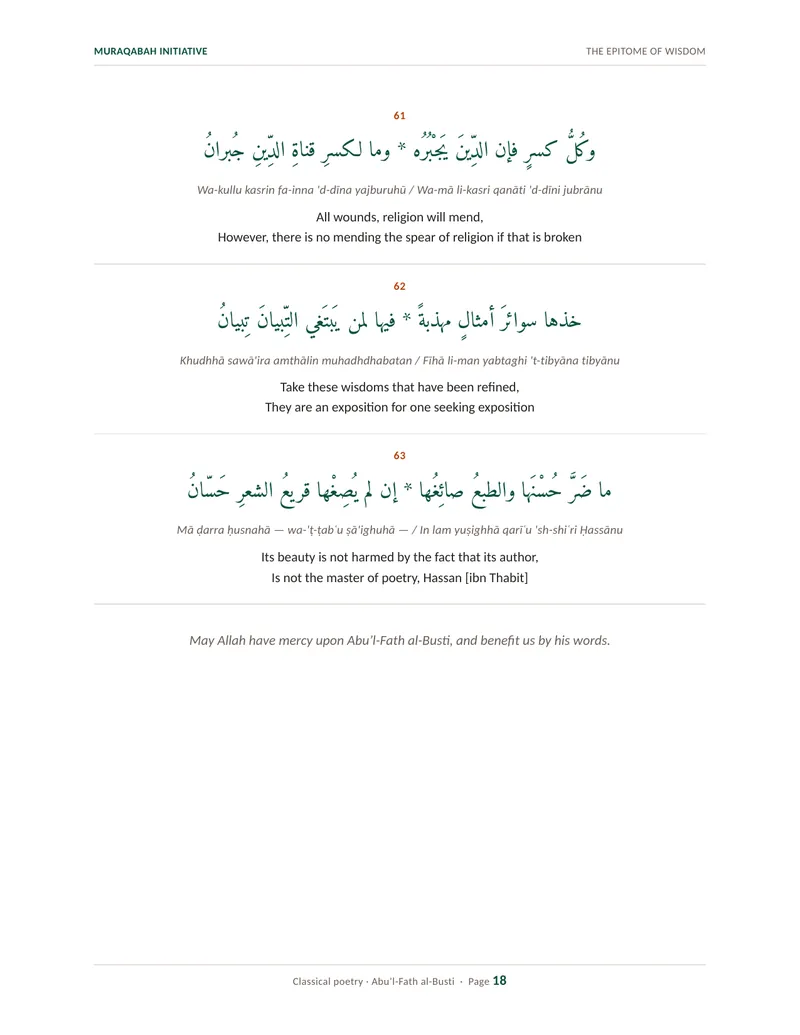 MURAQABAH INITIATIVE
THE EPITOME OF WISDOM
61
وكُلُّ كسرٍ فإن الدِّينَ يَجْبُرُه * وما لكسرِ قناةِ الدِّينِ جُبرانُ
Wa-kullu kasrin fa-inna 'd-dīna yajburuhū / Wa-mā li-kasri qanāti 'd-dīni jubrānu
All wounds, religion will mend,
However, there is no mending the spear of religion if that is broken
62
خذها سوائرَ أمثالٍ مهذبةً * فيها لمن يَبتَغي التِّبيانَ تِبيانُ
Khudhhā sawā'ira amthālin muhadhdhabatan / Fīhā li-man yabtaghi 't-tibyāna tibyānu
Take these wisdoms that have been refined,
They are an exposition for one seeking exposition
63
ما ضَرَّ حُسْنَهَا والطبعُ صائِغُها * إن لم يُصِغْها قريعُ الشعرِ حَسّانُ
Mā ḍarra ḥusnahā — wa-'ṭ-ṭabʿu ṣā'ighuhā — / In lam yuṣighhā qarīʿu 'sh-shiʿri Ḥassānu
Its beauty is not harmed by the fact that its author,
Is not the master of poetry, Hassan [ibn Thabit]
May Allah have mercy upon Abu'l-Fath al-Busti, and benefit us by his words.
Classical poetry · Abu'l-Fath al-Busti · Page 18